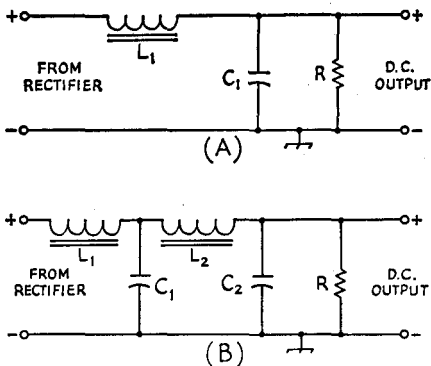 + +
L1
FROM D.C.
RECTIFIER C1 R OUTPUT
- -
(A)
+ +
L1 L2
FROM D.C.
RECTIFIER C1 C2 R OUTPUT
- -
(B)